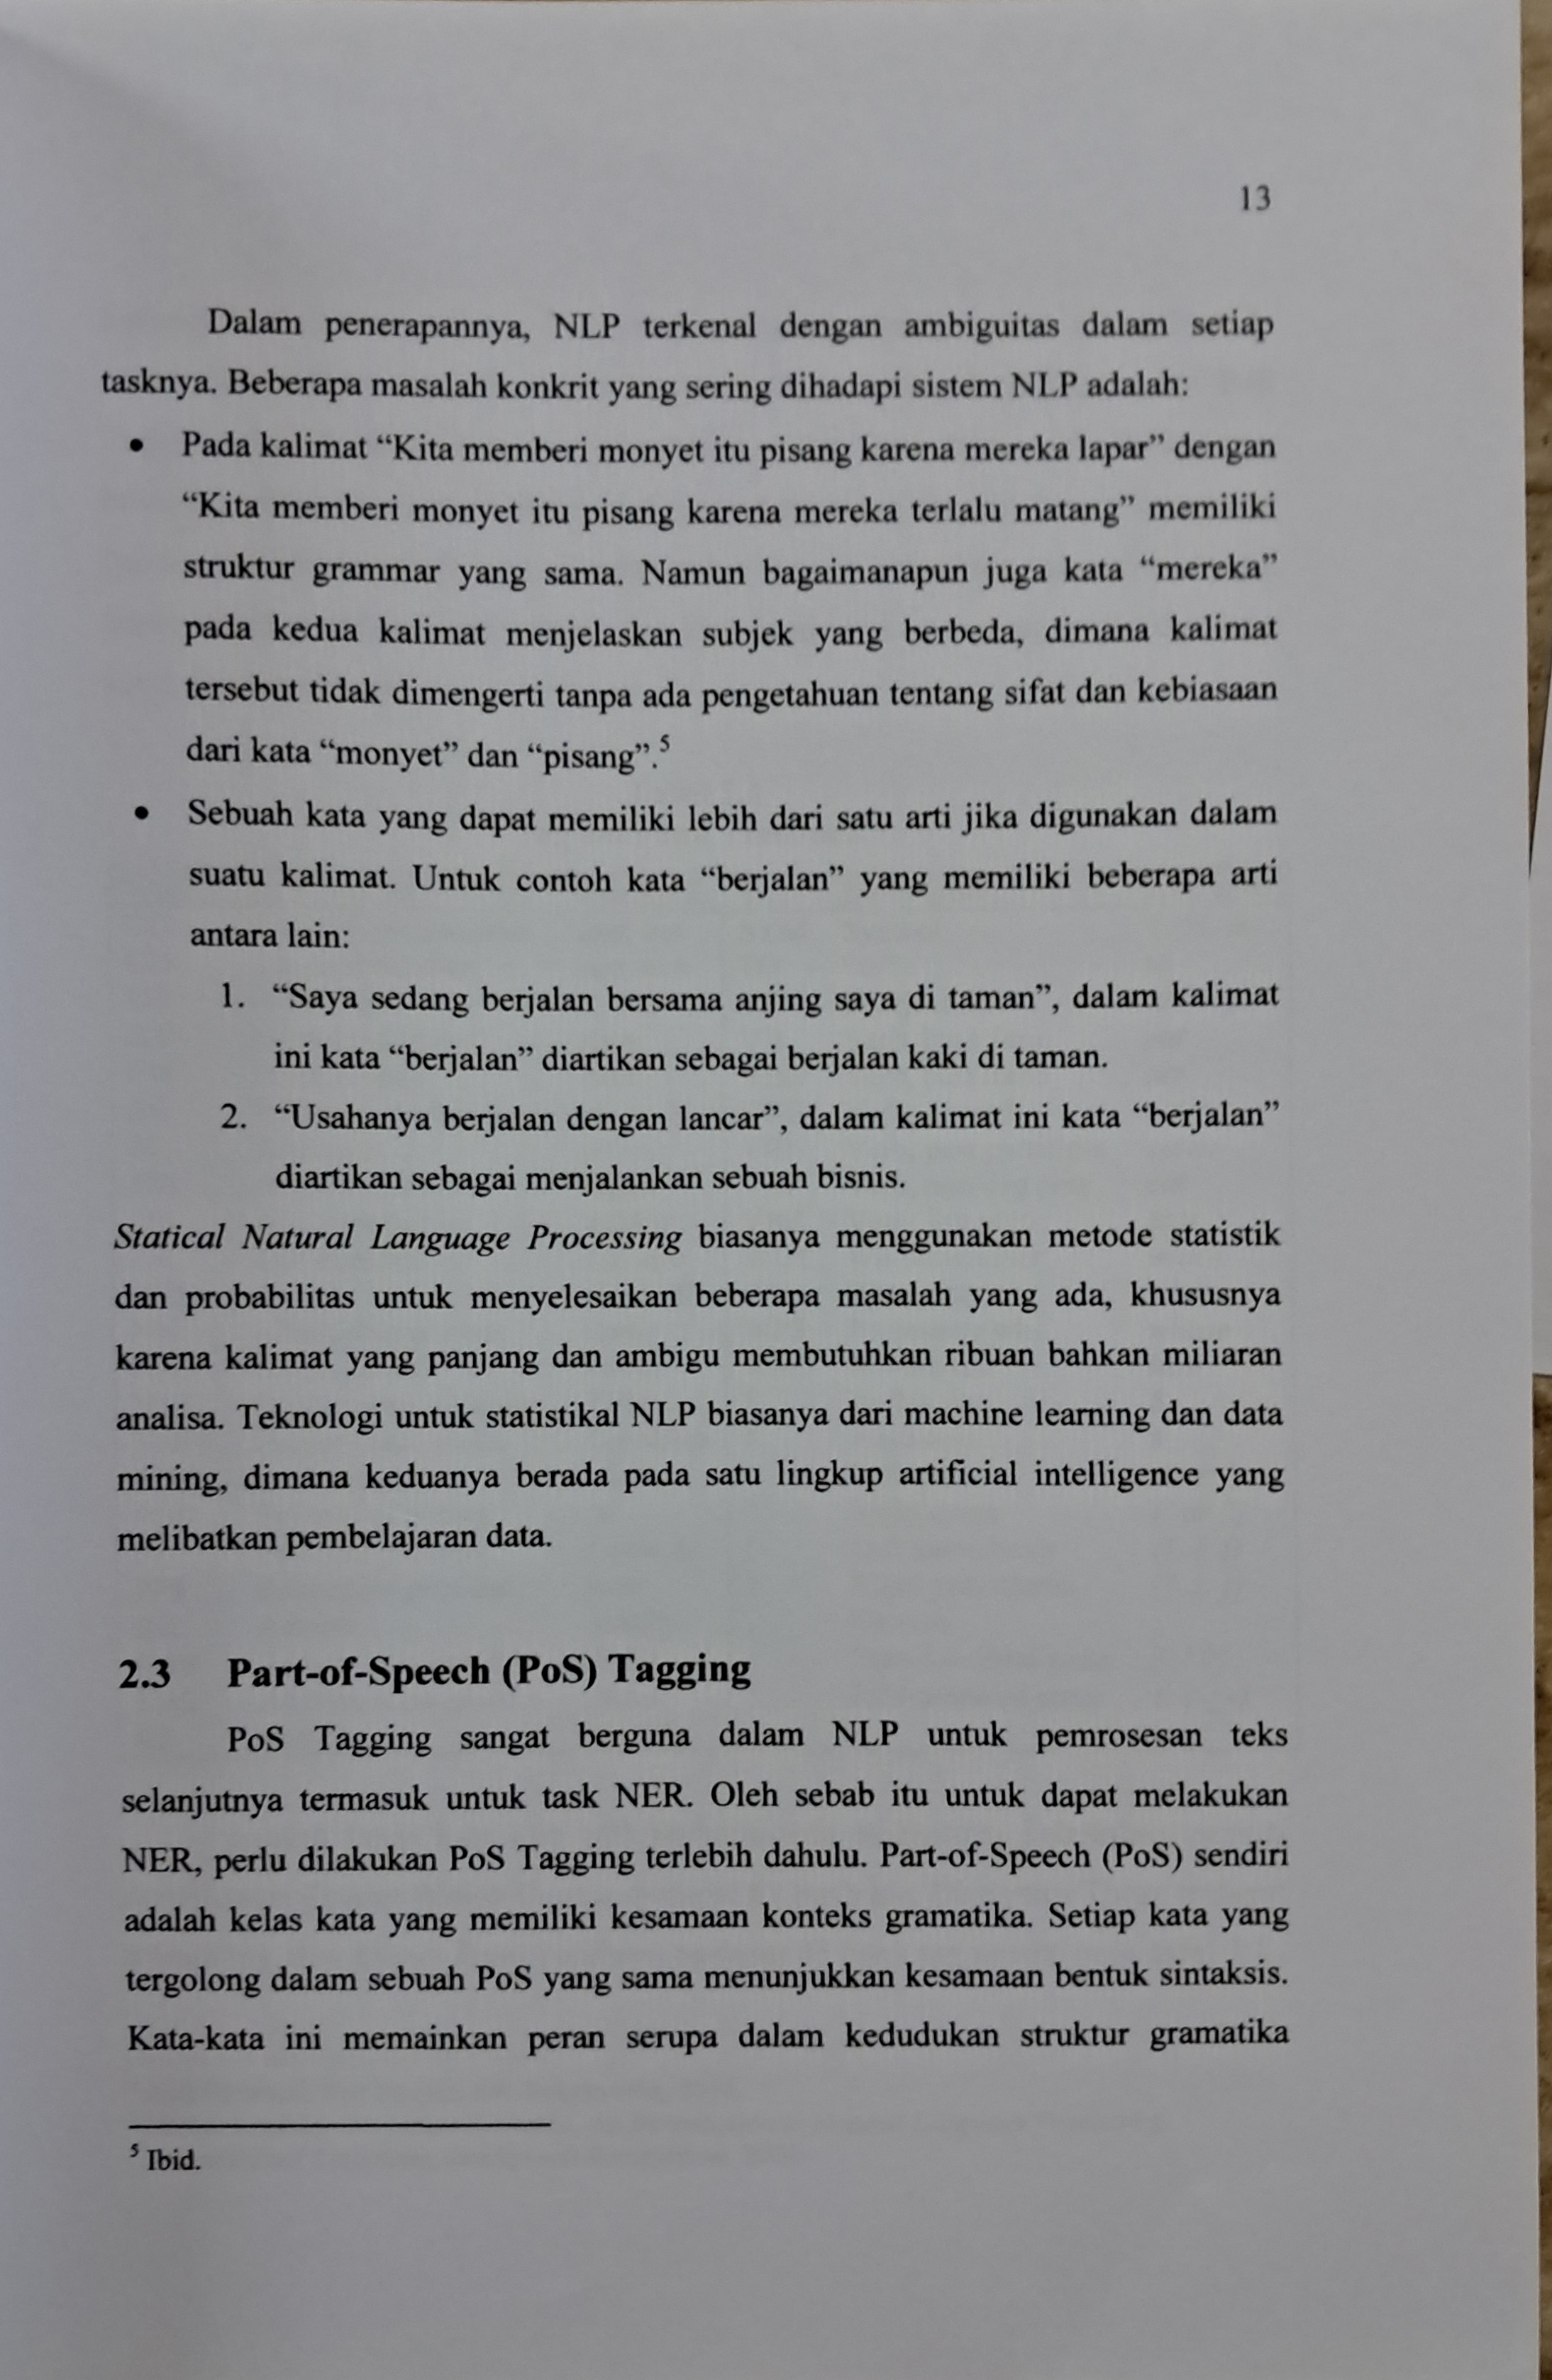 13
Dalam penerapannya, NLP terkenal dengan ambiguitas dalam setiap
tasknya. Beberapa masalah konkrit yang sering dihadapi sistem NLP adalah:
• Pada kalimat “Kita memberi monyet itu pisang karena mereka lapar” dengan
“Kita memberi monyet itu pisang karena mereka terlalu matang” memiliki
struktur grammar yang sama. Namun bagaimanapun juga kata “mereka”
pada kedua kalimat menjelaskan subjek yang berbeda, dimana kalimat
tersebut tidak dimengerti tanpa ada pengetahuan tentang sifat dan kebiasaan
dari kata “monyet” dan “pisang”.⁵
• Sebuah kata yang dapat memiliki lebih dari satu arti jika digunakan dalam
suatu kalimat. Untuk contoh kata “berjalan” yang memiliki beberapa arti
antara lain:
1. “Saya sedang berjalan bersama anjing saya di taman”, dalam kalimat
ini kata “berjalan” diartikan sebagai berjalan kaki di taman.
2. “Usahanya berjalan dengan lancar”, dalam kalimat ini kata “berjalan”
diartikan sebagai menjalankan sebuah bisnis.
Statical Natural Language Processing biasanya menggunakan metode statistik
dan probabilitas untuk menyelesaikan beberapa masalah yang ada, khususnya
karena kalimat yang panjang dan ambigu membutuhkan ribuan bahkan miliaran
analisa. Teknologi untuk statistikal NLP biasanya dari machine learning dan data
mining, dimana keduanya berada pada satu lingkup artificial intelligence yang
melibatkan pembelajaran data.
2.3 Part-of-Speech (PoS) Tagging
PoS Tagging sangat berguna dalam NLP untuk pemrosesan teks
selanjutnya termasuk untuk task NER. Oleh sebab itu untuk dapat melakukan
NER, perlu dilakukan PoS Tagging terlebih dahulu. Part-of-Speech (PoS) sendiri
adalah kelas kata yang memiliki kesamaan konteks gramatika. Setiap kata yang
tergolong dalam sebuah PoS yang sama menunjukkan kesamaan bentuk sintaksis.
Kata-kata ini memainkan peran serupa dalam kedudukan struktur gramatika
⁵ Ibid.